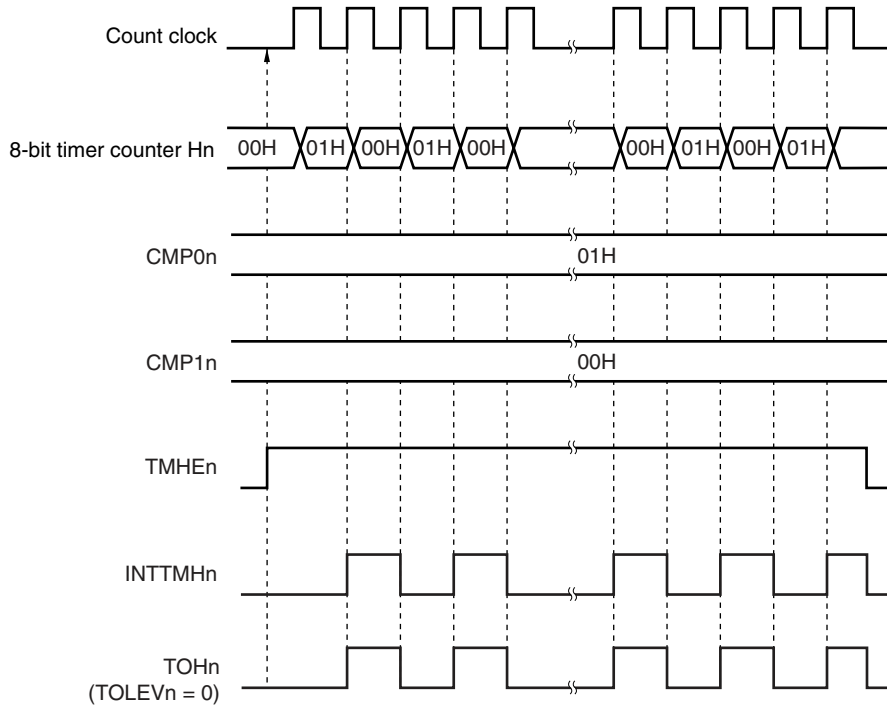 Count clock
8-bit timer counter Hn 00H 01H 00H 01H 00H 00H 01H 00H 01H
CMP0n 01H
CMP1n 00H
TMHEn
INTTMHn
TOHn
(TOLEVn = 0)